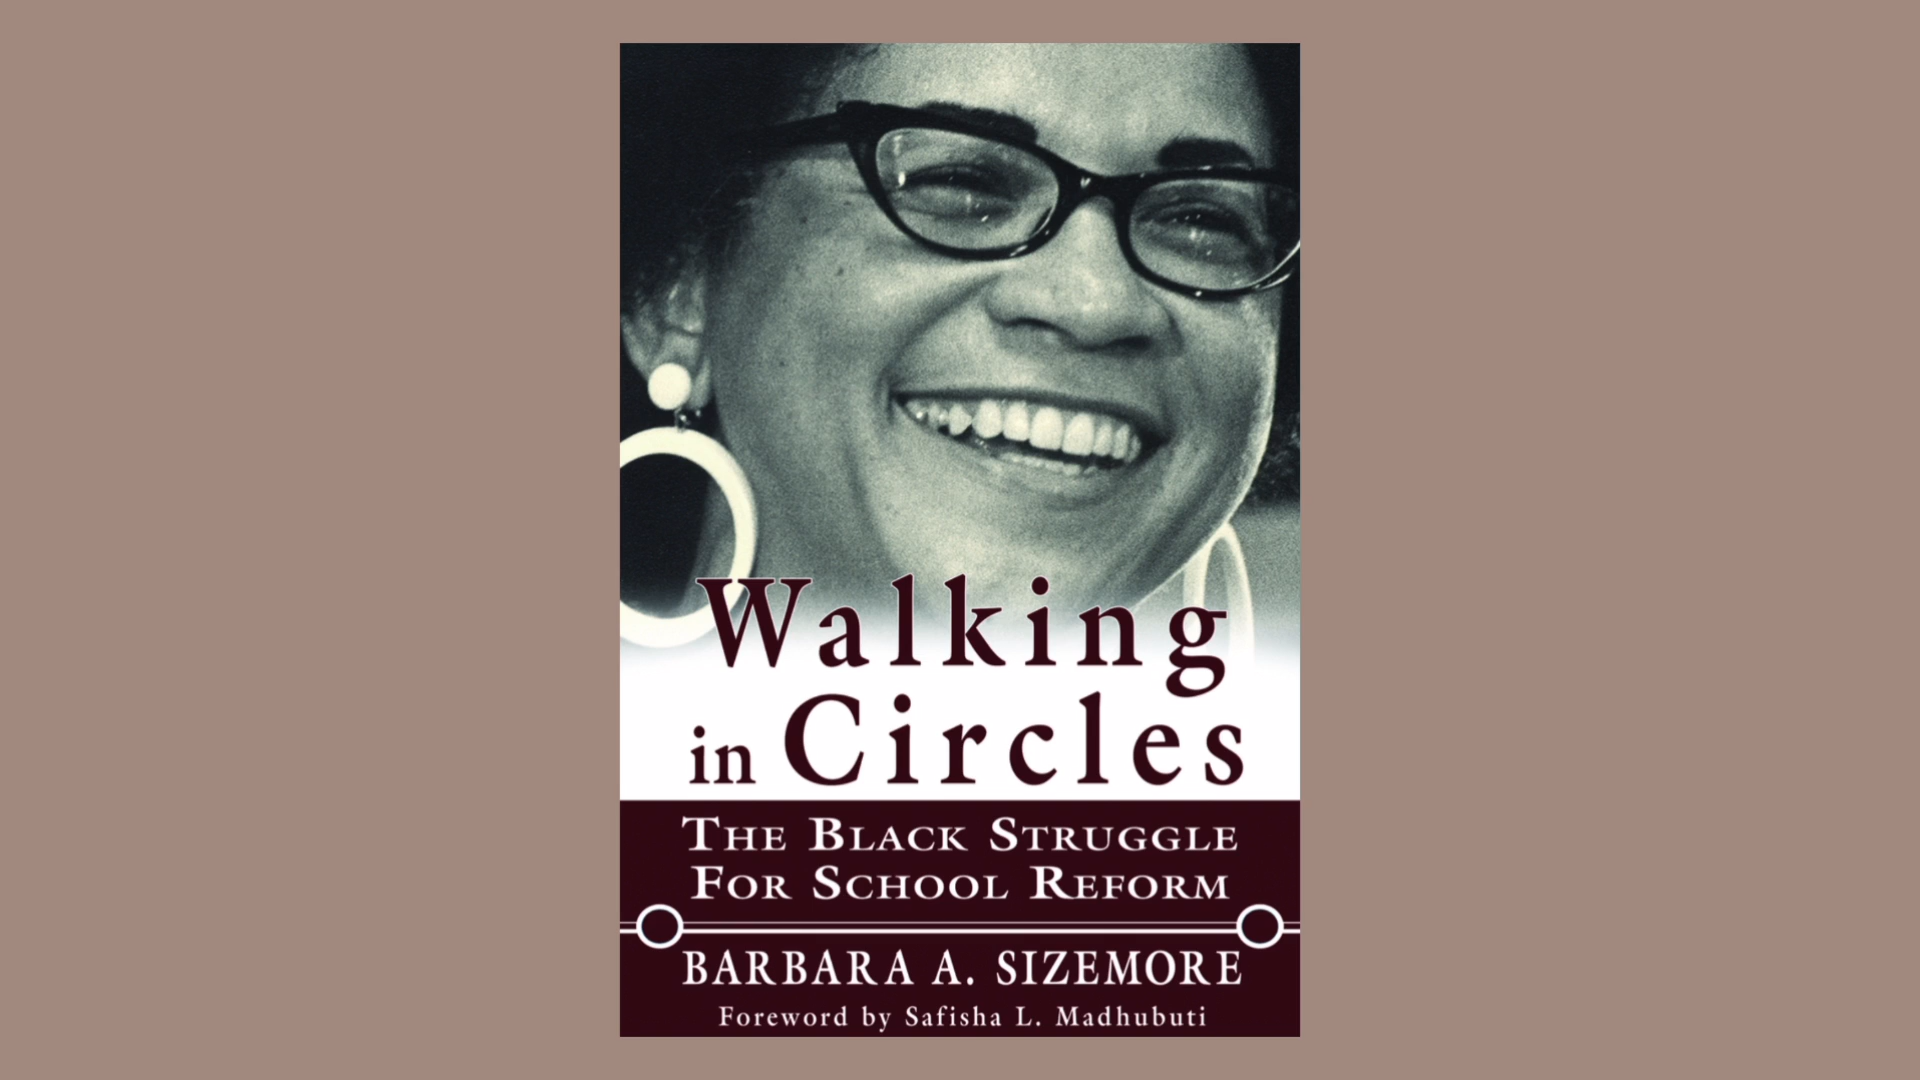 Walking
in Circles
THE BLACK STRUGGLE
FOR SCHOOL REFORM
BARBARA A. SIZEMORE
Foreword by Safisha L. Madhubuti